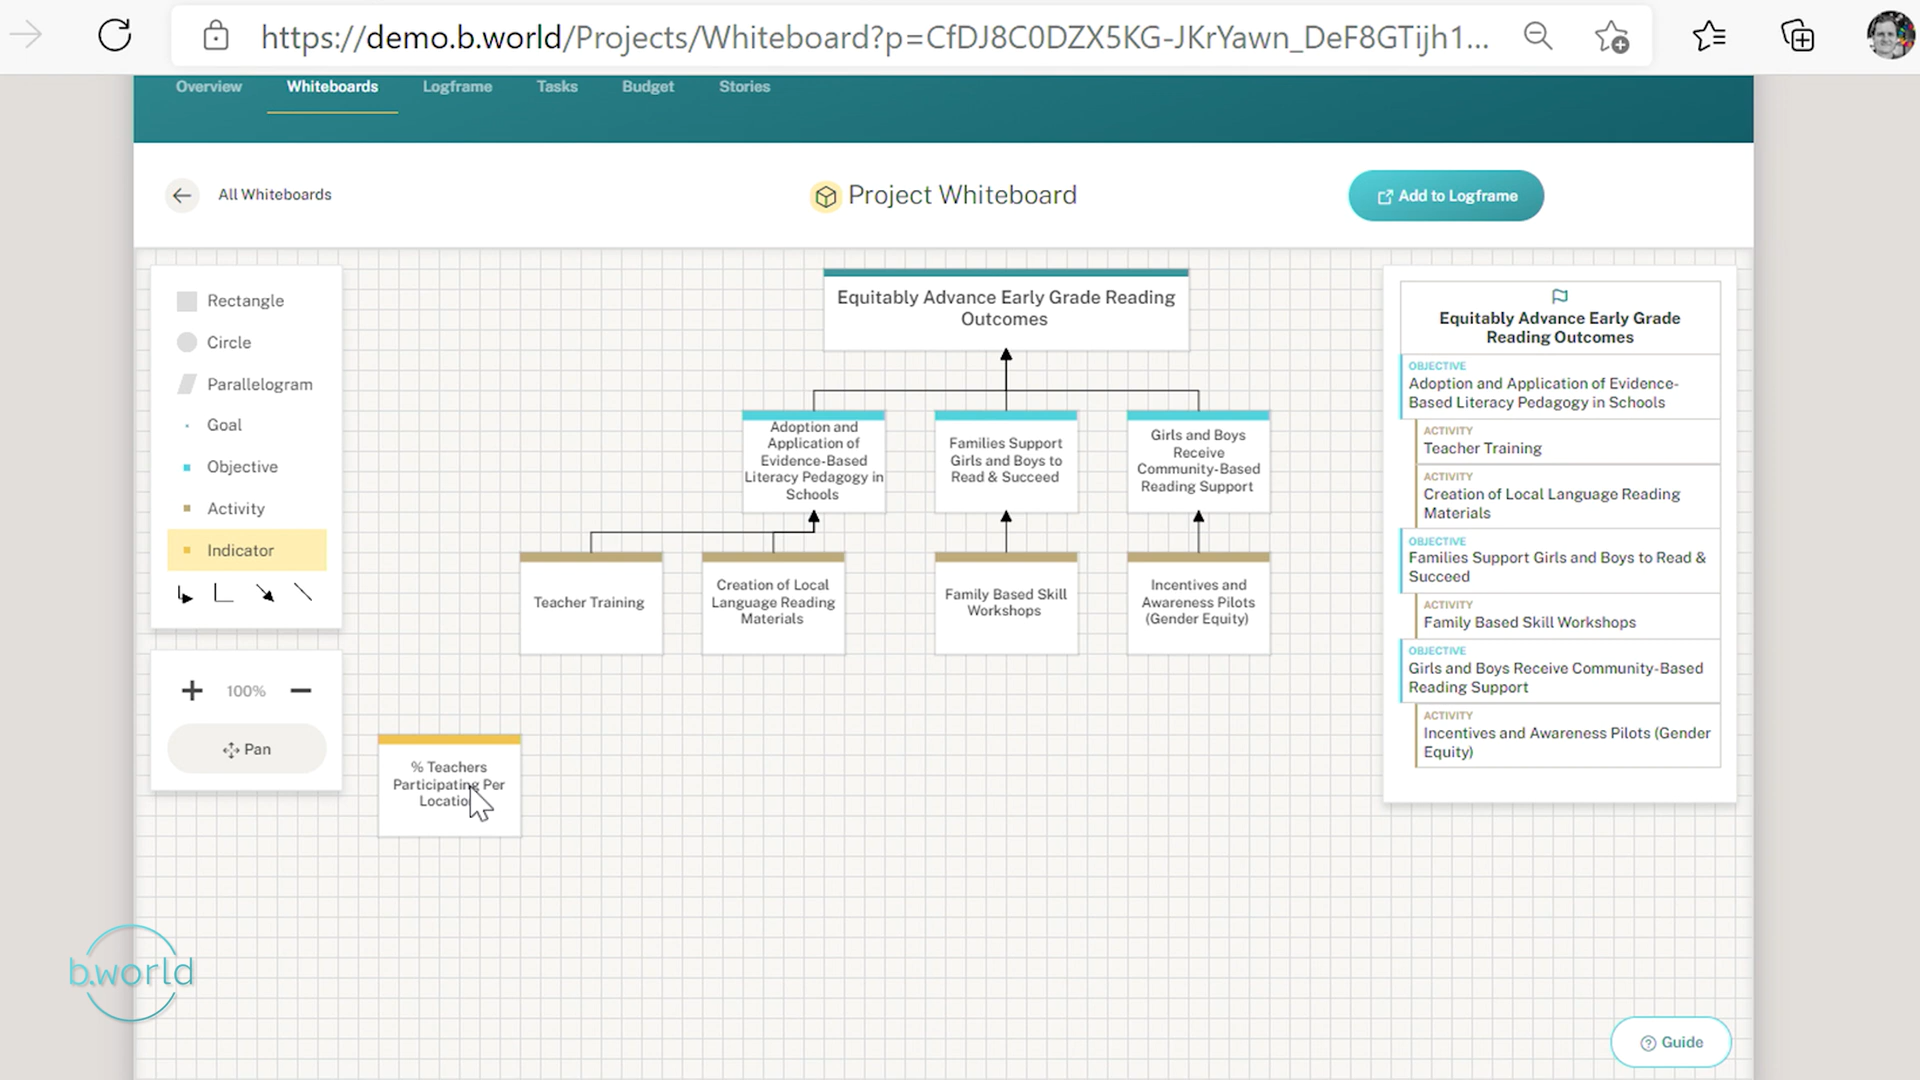 https://demo.b.world/Projects/Whiteboard?p=CfDJ8C0DZX5KG-JKrYawn_DeF8GTijh1...
Overview
Whiteboards
Logframe
Tasks
Budget
Stories
All Whiteboards
Project Whiteboard
Add to Logframe
Rectangle
Circle
Parallelogram
Goal
Objective
Activity
Indicator
100%
Pan
Equitably Advance Early Grade Reading
Outcomes
Adoption and
Application of
Evidence-Based
Literacy Pedagogy in
Schools
Families Support
Girls and Boys to
Read & Succeed
Girls and Boys
Receive
Community-Based
Reading Support
Teacher Training
Creation of Local
Language Reading
Materials
Family Based Skill
Workshops
Incentives and
Awareness Pilots
(Gender Equity)
% Teachers
Participating Per
Location
Equitably Advance Early Grade
Reading Outcomes
OBJECTIVE
Adoption and Application of Evidence-
Based Literacy Pedagogy in Schools
ACTIVITY
Teacher Training
ACTIVITY
Creation of Local Language Reading
Materials
OBJECTIVE
Families Support Girls and Boys to Read &
Succeed
ACTIVITY
Family Based Skill Workshops
OBJECTIVE
Girls and Boys Receive Community-Based
Reading Support
ACTIVITY
Incentives and Awareness Pilots (Gender
Equity)
b.world
Guide